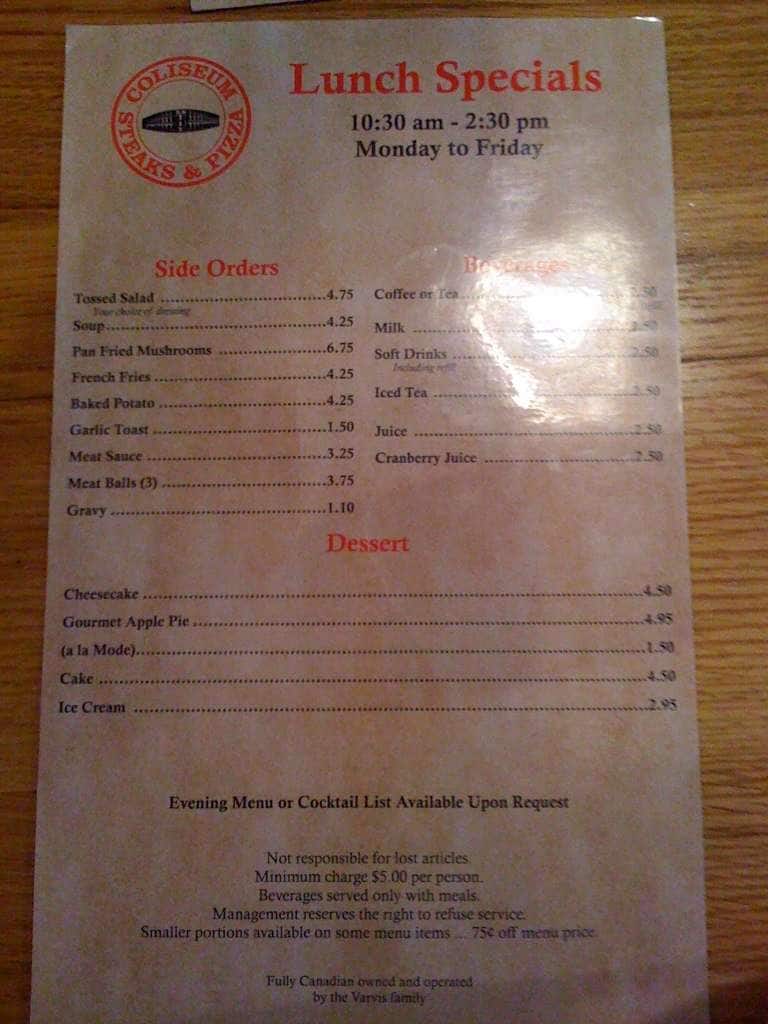 COLISEUM
STEAKS & PIZZA
Lunch Specials
10:30 am - 2:30 pm
Monday to Friday
Side Orders
Tossed Salad ........ 4.75
Your choice of dressing
Soup ........ 4.25
Pan Fried Mushrooms ........ 6.75
French Fries ........ 4.25
Baked Potato ........ 4.25
Garlic Toast ........ 1.50
Meat Sauce ........ 3.25
Meat Balls (3) ........ 3.75
Gravy ........ 1.10
Beverages
Coffee or Tea ........ 2.50
Milk ........ 2.50
Soft Drinks ........ 2.50
Including refill
Iced Tea ........ 2.50
Juice ........ 2.50
Cranberry Juice ........ 2.50
Dessert
Cheesecake ........ 4.50
Gourmet Apple Pie ........ 4.95
(a la Mode) ........ 1.50
Cake ........ 4.50
Ice Cream ........ 2.95
Evening Menu or Cocktail List Available Upon Request
Not responsible for lost articles.
Minimum charge $5.00 per person.
Beverages served only with meals.
Management reserves the right to refuse service.
Smaller portions available on some menu items ... 75¢ off menu price.
Fully Canadian owned and operated
by the Varvis family